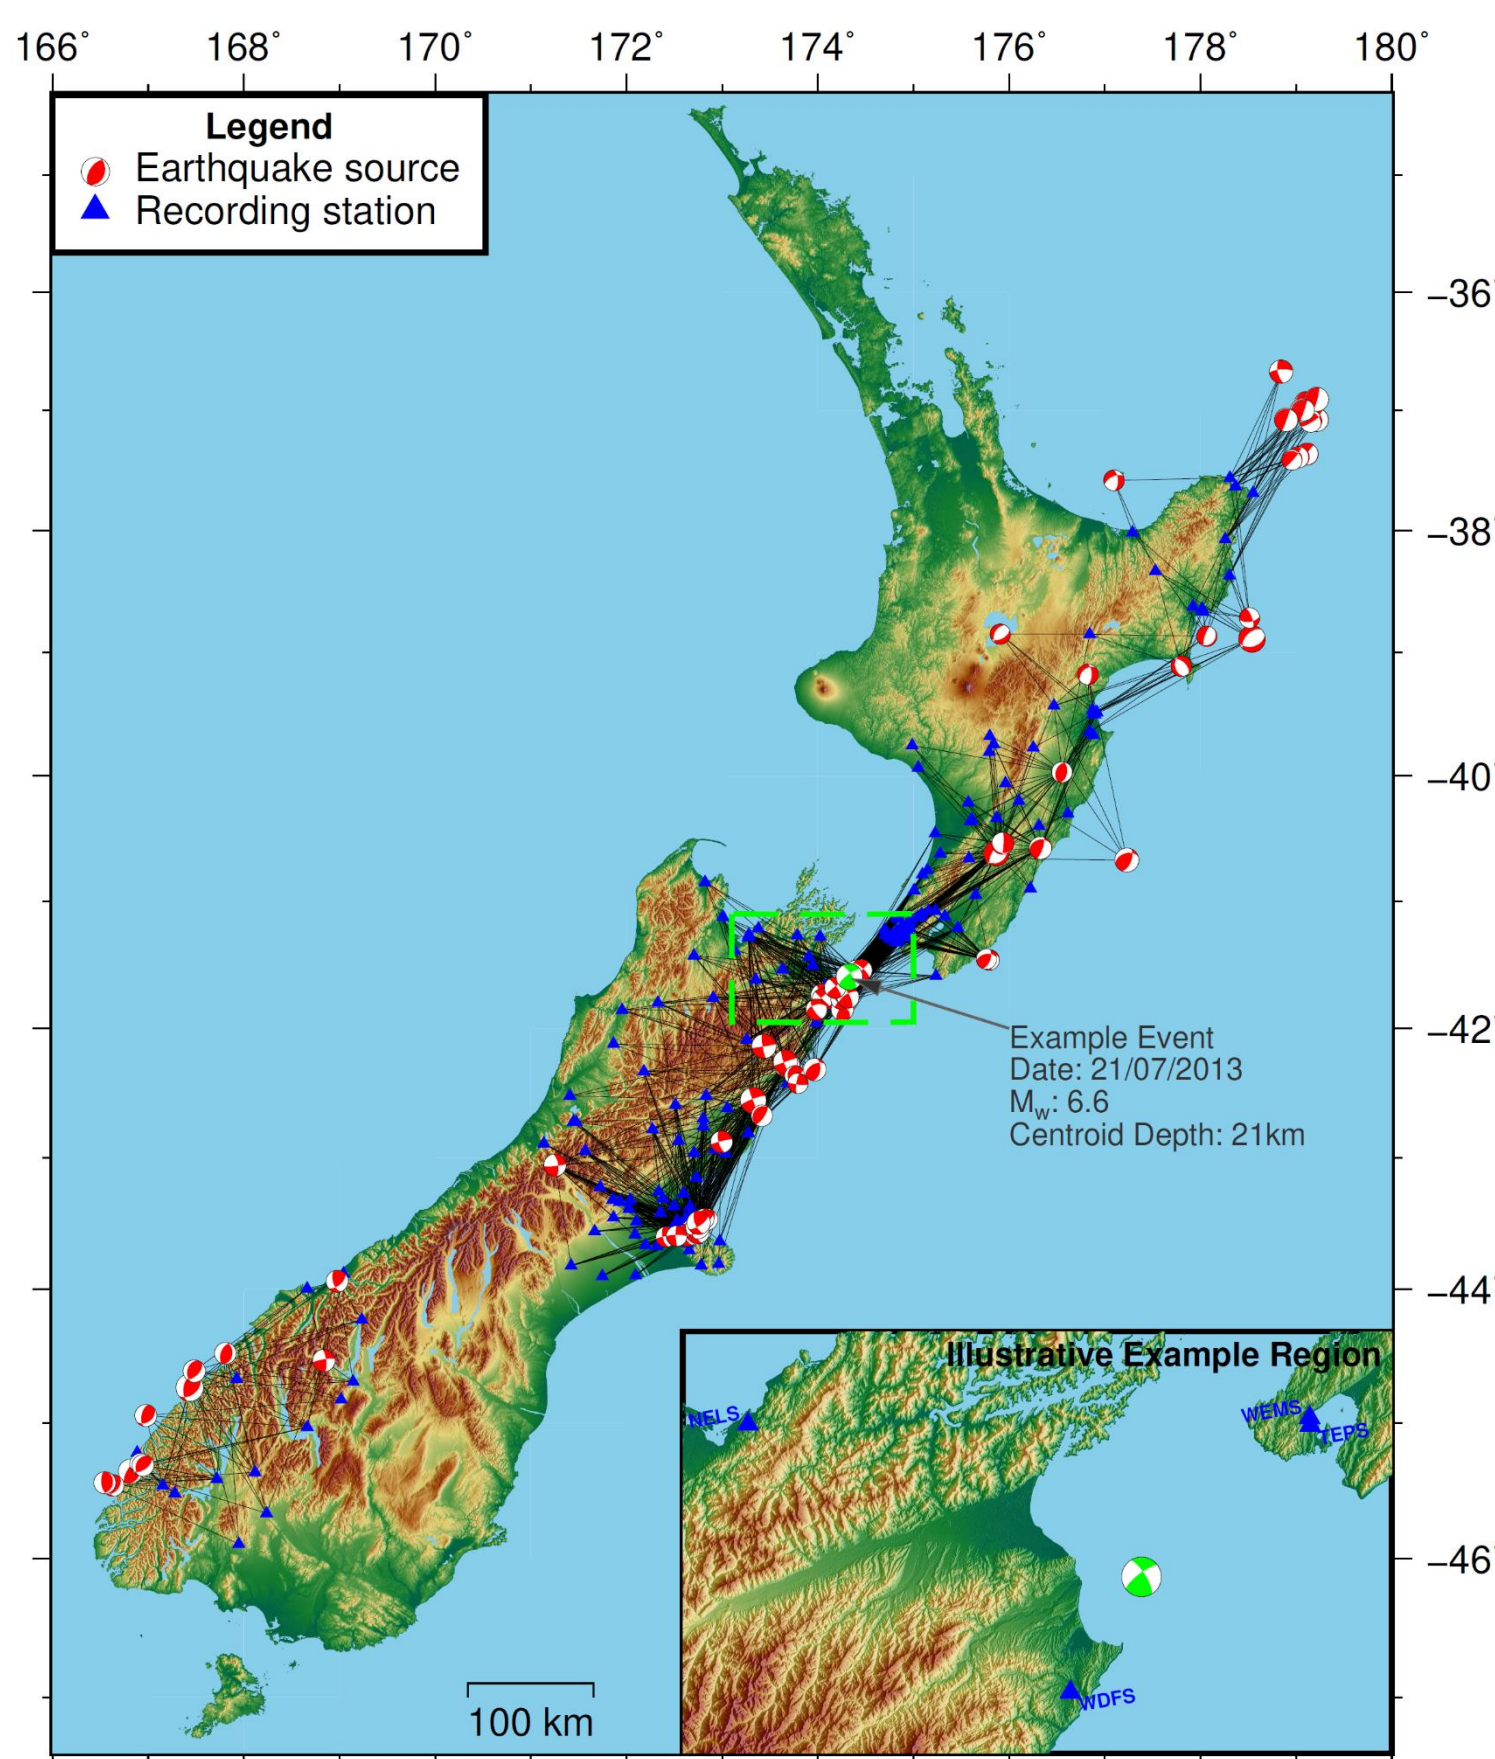 166° 168° 170° 172° 174° 176° 178° 180°
Legend
Earthquake source
Recording station
−36
−38
−40
−42
Example Event
Date: 21/07/2013
Mw: 6.6
Centroid Depth: 21km
−44
Illustrative Example Region
NELS
WEMS
TEPS
−46
WDFS
100 km